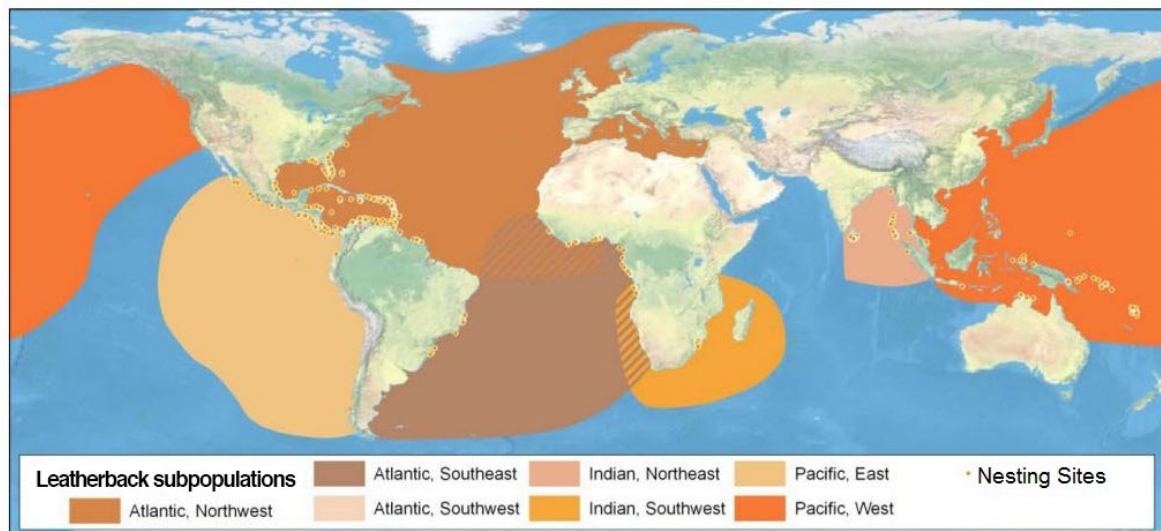 Leatherback subpopulations
Atlantic, Northwest
Atlantic, Southeast
Atlantic, Southwest
Indian, Northeast
Indian, Southwest
Pacific, East
Pacific, West
Nesting Sites